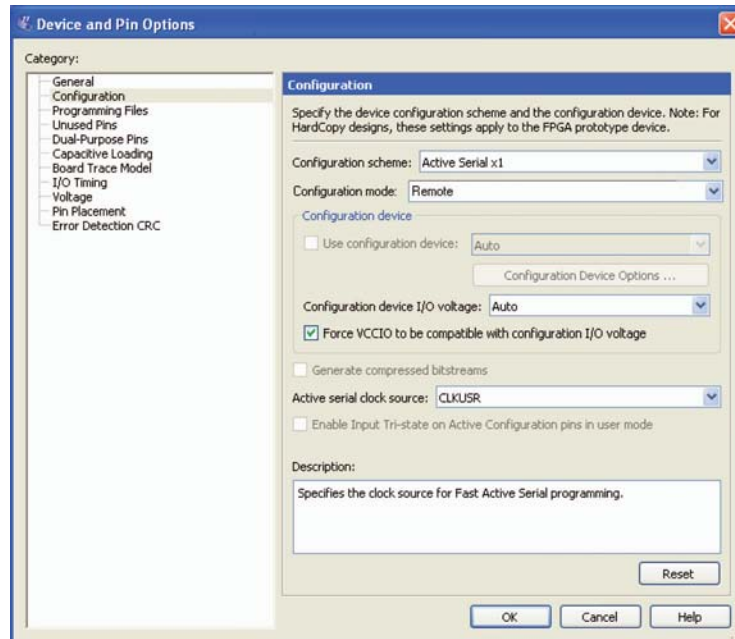 Device and Pin Options
Category:
General
Configuration
Programming Files
Unused Pins
Dual-Purpose Pins
Capacitive Loading
Board Trace Model
I/O Timing
Voltage
Pin Placement
Error Detection CRC
Configuration
Specify the device configuration scheme and the configuration device. Note: For
HardCopy designs, these settings apply to the FPGA prototype device.
Configuration scheme: Active Serial x1
Configuration mode: Remote
Configuration device
Use configuration device: Auto
Configuration Device Options ...
Configuration device I/O voltage: Auto
Force VCCIO to be compatible with configuration I/O voltage
Generate compressed bitstreams
Active serial clock source: CLKUSR
Enable Input Tri-state on Active Configuration pins in user mode
Description:
Specifies the clock source for Fast Active Serial programming.
Reset
OK Cancel Help